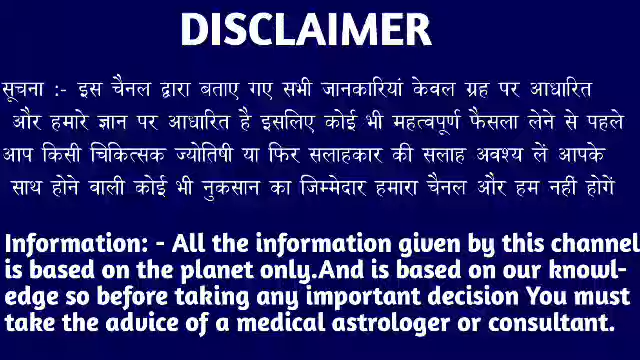 DISCLAIMER
सूचना :- इस चैनल द्वारा बताए गए सभी जानकारियां केवल ग्रह पर आधारित
और हमारे ज्ञान पर आधारित है इसलिए कोई भी महत्वपूर्ण फैसला लेने से पहले
आप किसी चिकित्सक ज्योतिषी या फिर सलाहकार की सलाह अवश्य लें आपके
साथ होने वाली कोई भी नुकसान का जिम्मेदार हमारा चैनल और हम नहीं होगें
Information: - All the information given by this channel
is based on the planet only.And is based on our knowl-
edge so before taking any important decision You must
take the advice of a medical astrologer or consultant.